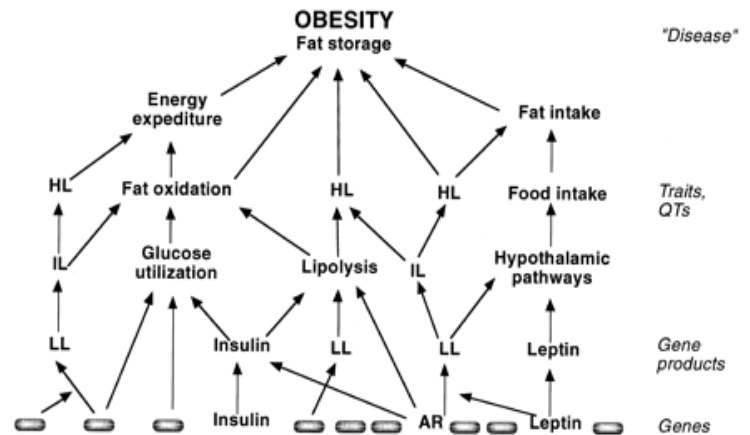 OBESITY
Fat storage
"Disease"
Energy
expediture
Fat intake
HL
Fat oxidation
HL
HL
Food intake
Traits,
QTs
IL
Glucose
utilization
Lipolysis
IL
Hypothalamic
pathways
LL
Insulin
LL
LL
Leptin
Gene
products
Insulin
AR
Leptin
Genes